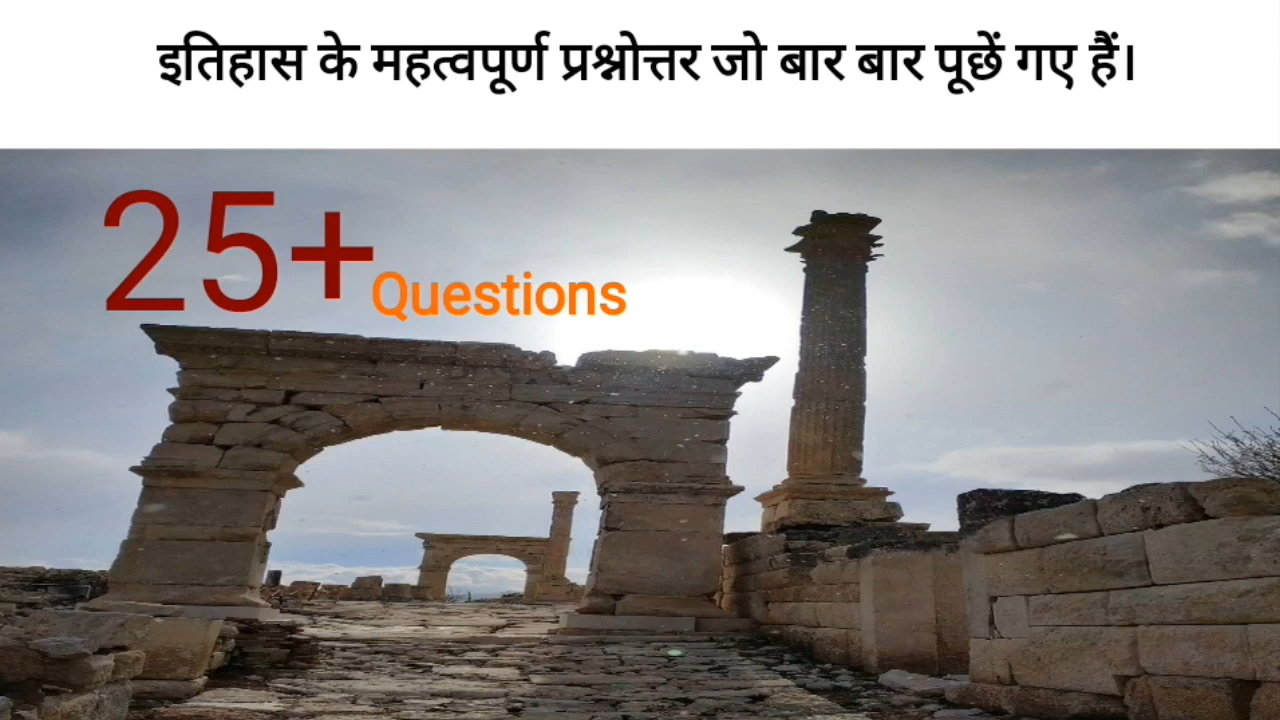 इतिहास के महत्वपूर्ण प्रश्नोत्तर जो बार बार पूछें गए हैं।
25+
Questions